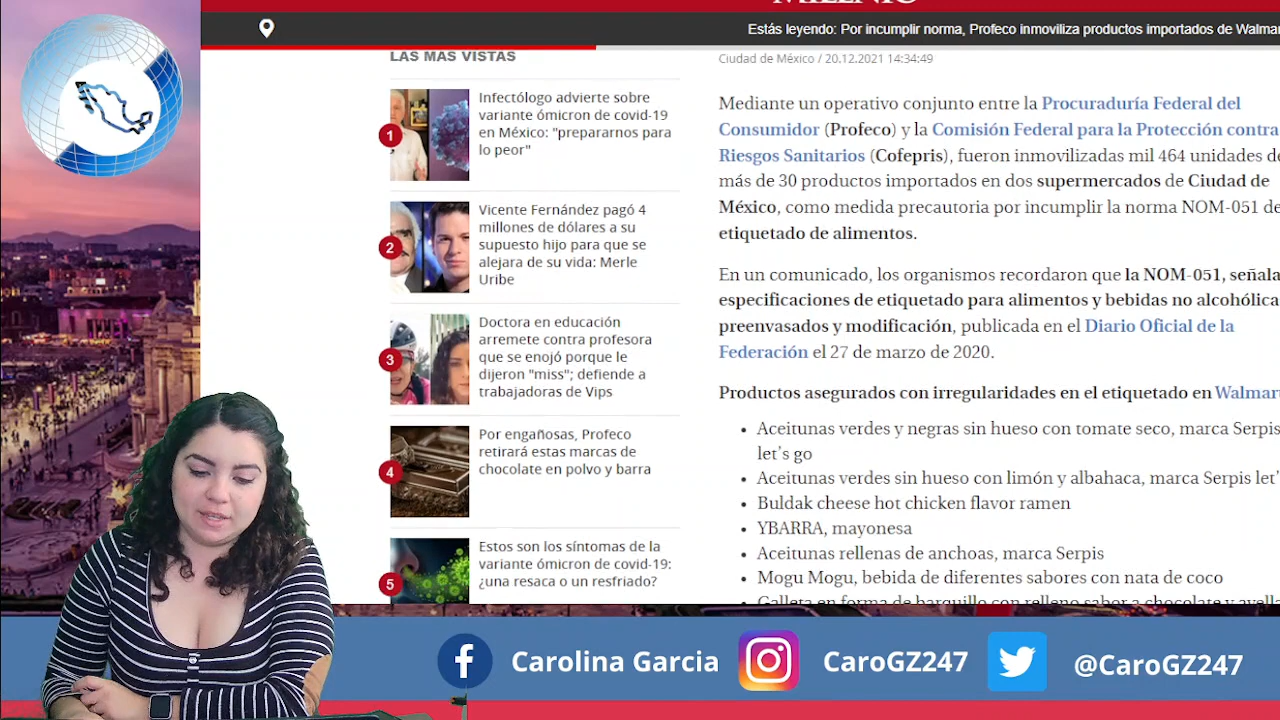 Estás leyendo: Por incumplir norma, Profeco inmoviliza productos importados de Walmar
LAS MÁS VISTAS
1
Infectólogo advierte sobre
variante ómicron de covid-19
en México: "prepararnos para
lo peor"
2
Vicente Fernández pagó 4
millones de dólares a su
supuesto hijo para que se
alejara de su vida: Merle
Uribe
3
Doctora en educación
arremete contra profesora
que se enojó porque le
dijeron "miss"; defiende a
trabajadoras de Vips
4
Por engañosas, Profeco
retirará estas marcas de
chocolate en polvo y barra
5
Estos son los síntomas de la
variante ómicron de covid-19:
¿una resaca o un resfriado?
Ciudad de México / 20.12.2021 14:34:49
Mediante un operativo conjunto entre la Procuraduría Federal del
Consumidor (Profeco) y la Comisión Federal para la Protección contra
Riesgos Sanitarios (Cofepris), fueron inmovilizadas mil 464 unidades de
más de 30 productos importados en dos supermercados de Ciudad de
México, como medida precautoria por incumplir la norma NOM-051 de
etiquetado de alimentos.
En un comunicado, los organismos recordaron que la NOM-051, señala
especificaciones de etiquetado para alimentos y bebidas no alcohólica
preenvasados y modificación, publicada en el Diario Oficial de la
Federación el 27 de marzo de 2020.
Productos asegurados con irregularidades en el etiquetado en Walmart
• Aceitunas verdes y negras sin hueso con tomate seco, marca Serpis
let's go
• Aceitunas verdes sin hueso con limón y albahaca, marca Serpis let'
• Buldak cheese hot chicken flavor ramen
• YBARRA, mayonesa
• Aceitunas rellenas de anchoas, marca Serpis
• Mogu Mogu, bebida de diferentes sabores con nata de coco
Galleta en forma de barquillo con relleno sabor a chocolate y avella
Carolina Garcia
CaroGZ247
@CaroGZ247